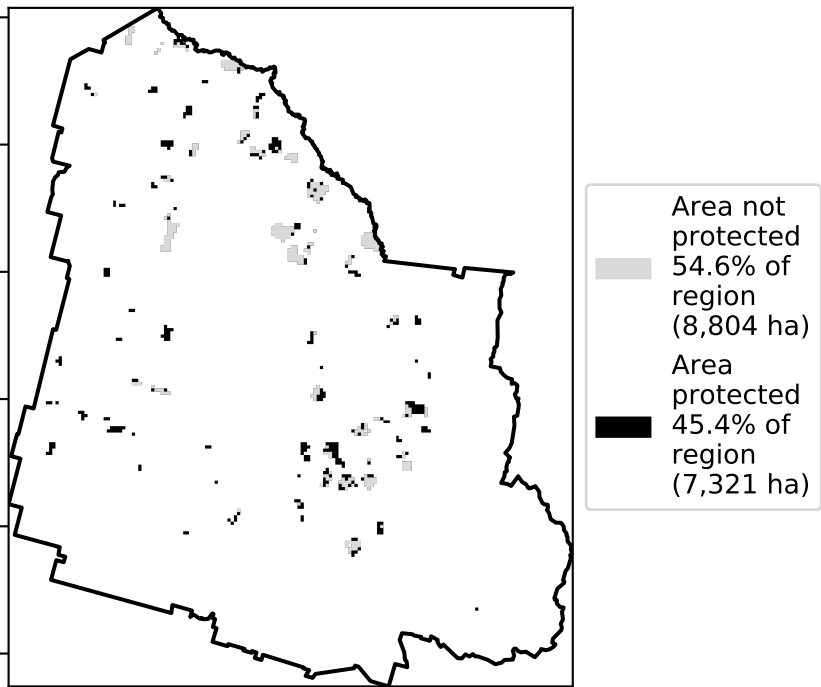 Area not
protected
54.6% of
region
(8,804 ha)
Area
protected
45.4% of
region
(7,321 ha)